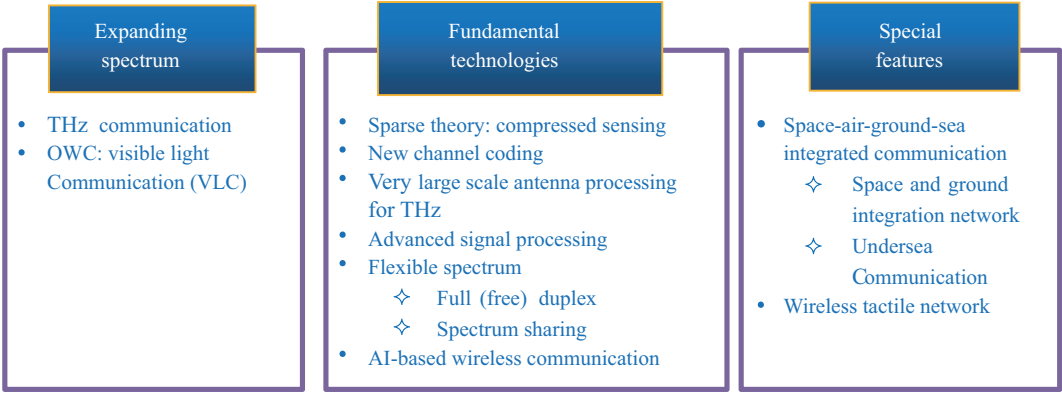 Expanding
spectrum
• THz communication
• OWC: visible light
Communication (VLC)
Fundamental
technologies
• Sparse theory: compressed sensing
• New channel coding
• Very large scale antenna processing
for THz
• Advanced signal processing
• Flexible spectrum
✧ Full (free) duplex
✧ Spectrum sharing
• AI-based wireless communication
Special
features
• Space-air-ground-sea
integrated communication
✧ Space and ground
integration network
✧ Undersea
Communication
• Wireless tactile network